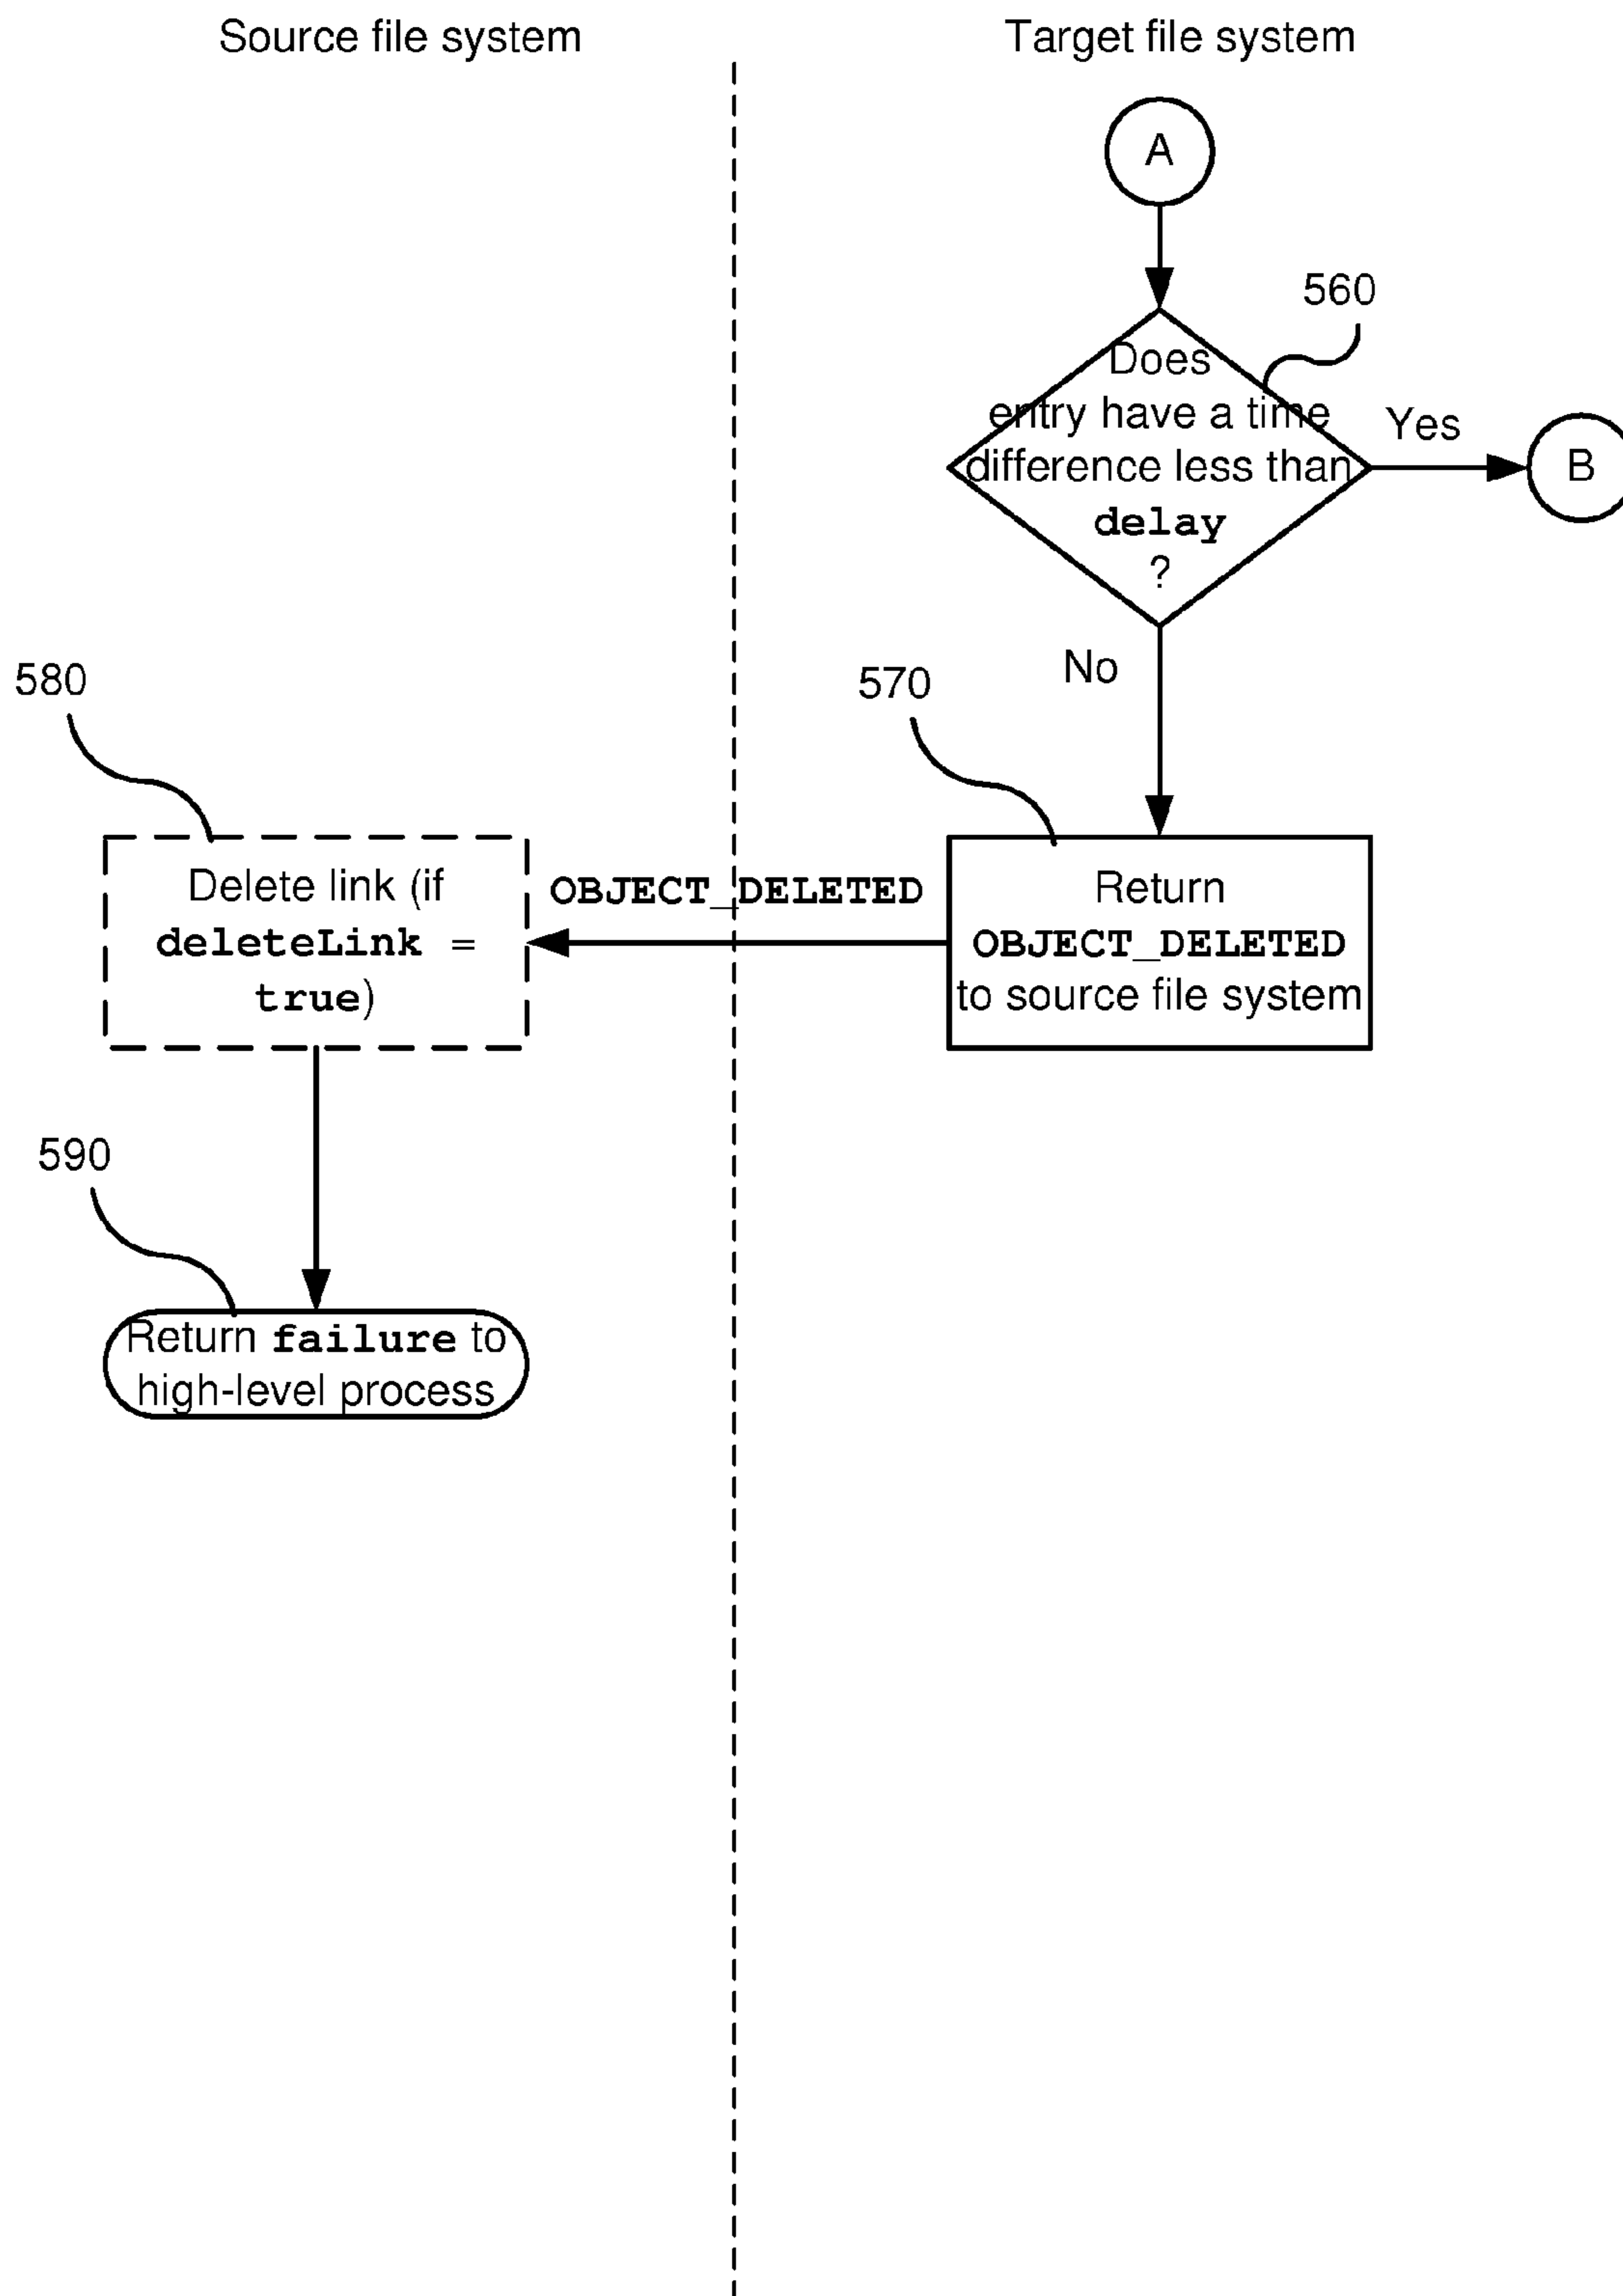 Source file system
Target file system
A
560
Does
entry have a time
difference less than
delay
?
Yes
B
No
580
570
Delete link (if
deleteLink =
true)
OBJECT_DELETED
Return
OBJECT_DELETED
to source file system
590
Return failure to
high-level process